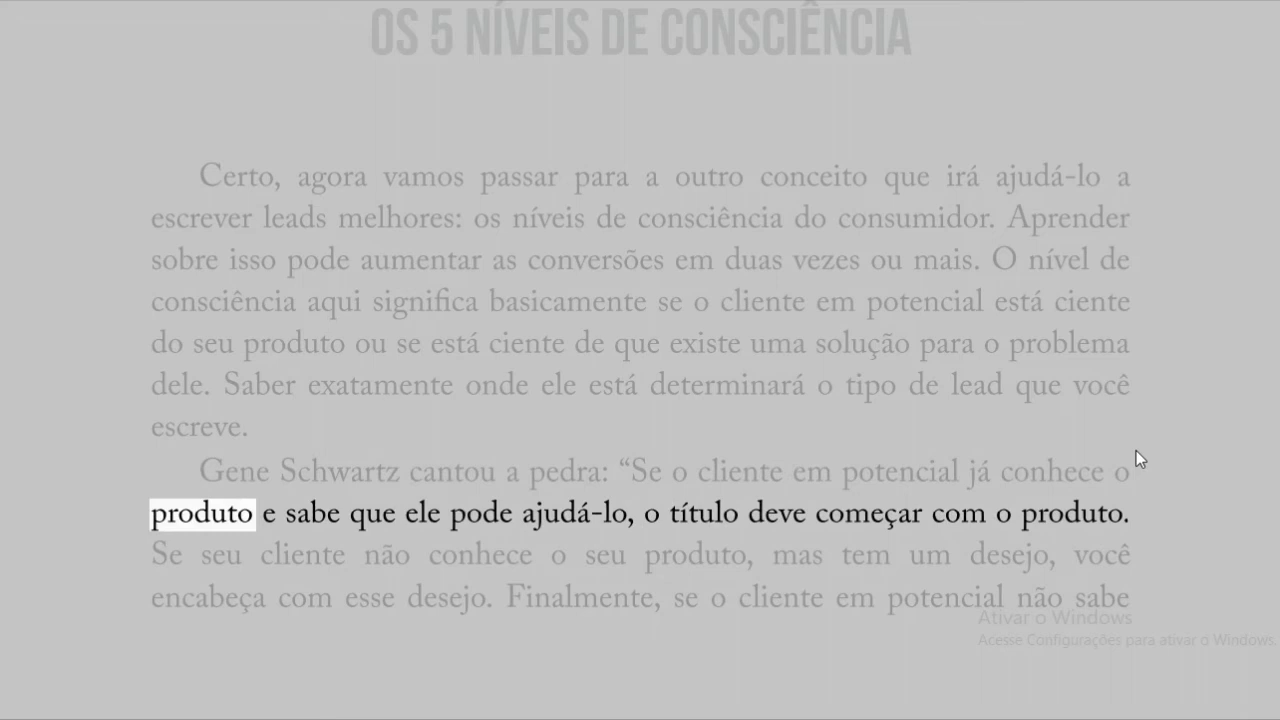 OS 5 NÍVEIS DE CONSCIÊNCIA
Certo, agora vamos passar para a outro conceito que irá ajudá-lo a
escrever leads melhores: os níveis de consciência do consumidor. Aprender
sobre isso pode aumentar as conversões em duas vezes ou mais. O nível de
consciência aqui significa basicamente se o cliente em potencial está ciente
do seu produto ou se está ciente de que existe uma solução para o problema
dele. Saber exatamente onde ele está determinará o tipo de lead que você
escreve.
Gene Schwartz cantou a pedra: “Se o cliente em potencial já conhece o
produto e sabe que ele pode ajudá-lo, o título deve começar com o produto.
Se seu cliente não conhece o seu produto, mas tem um desejo, você
encabeça com esse desejo. Finalmente, se o cliente em potencial não sabe
Ativar o Windows
Acesse Configurações para ativar o Windows.